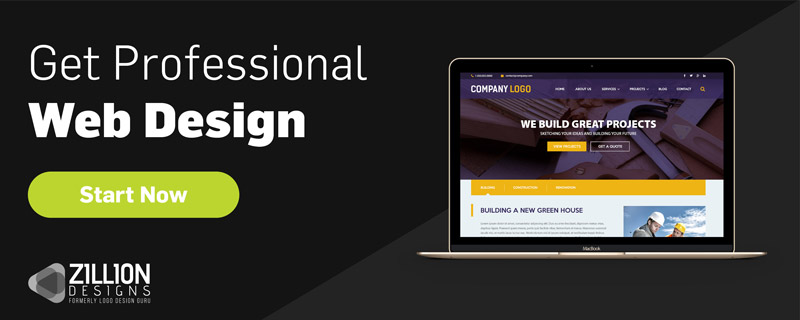 Get Professional
Web Design
Start Now
ZILLION
DESIGNS
FORMERLY LOGO DESIGN GURU
COMPANY LOGO
HOME ABOUT US SERVICES PROJECTS BLOG CONTACT
WE BUILD GREAT PROJECTS
SKETCHING YOUR IDEAS AND BUILDING YOUR FUTURE
VIEW PROJECTS GET A QUOTE
BUILDING CONSTRUCTION
BUILDING A NEW GREEN HOUSE
MacBook